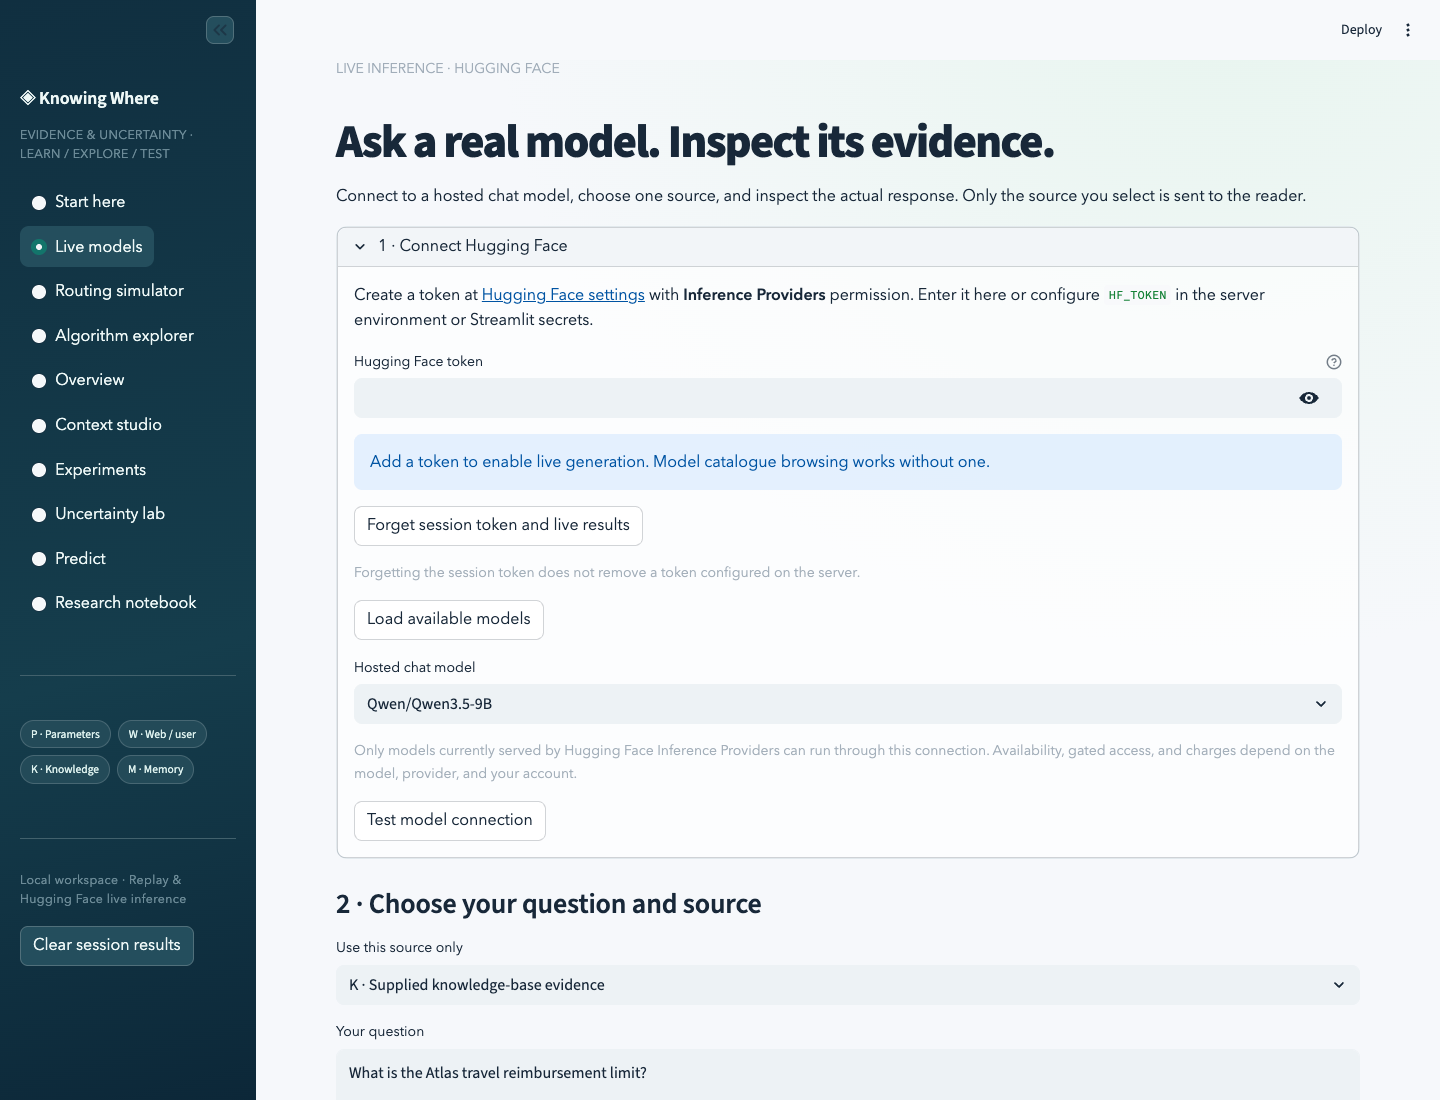 Deploy
◈ Knowing Where
EVIDENCE & UNCERTAINTY ·
LEARN / EXPLORE / TEST
Start here
Live models
Routing simulator
Algorithm explorer
Overview
Context studio
Experiments
Uncertainty lab
Predict
Research notebook
P · Parameters
W · Web / user
K · Knowledge
M · Memory
Local workspace · Replay &
Hugging Face live inference
Clear session results
LIVE INFERENCE · HUGGING FACE
Ask a real model. Inspect its evidence.
Connect to a hosted chat model, choose one source, and inspect the actual response. Only the source you select is sent to the reader.
1 · Connect Hugging Face
Create a token at Hugging Face settings with Inference Providers permission. Enter it here or configure HF_TOKEN in the server
environment or Streamlit secrets.
Hugging Face token
Add a token to enable live generation. Model catalogue browsing works without one.
Forget session token and live results
Forgetting the session token does not remove a token configured on the server.
Load available models
Hosted chat model
Qwen/Qwen3.5-9B
Only models currently served by Hugging Face Inference Providers can run through this connection. Availability, gated access, and charges depend on the
model, provider, and your account.
Test model connection
2 · Choose your question and source
Use this source only
K · Supplied knowledge-base evidence
Your question
What is the Atlas travel reimbursement limit?